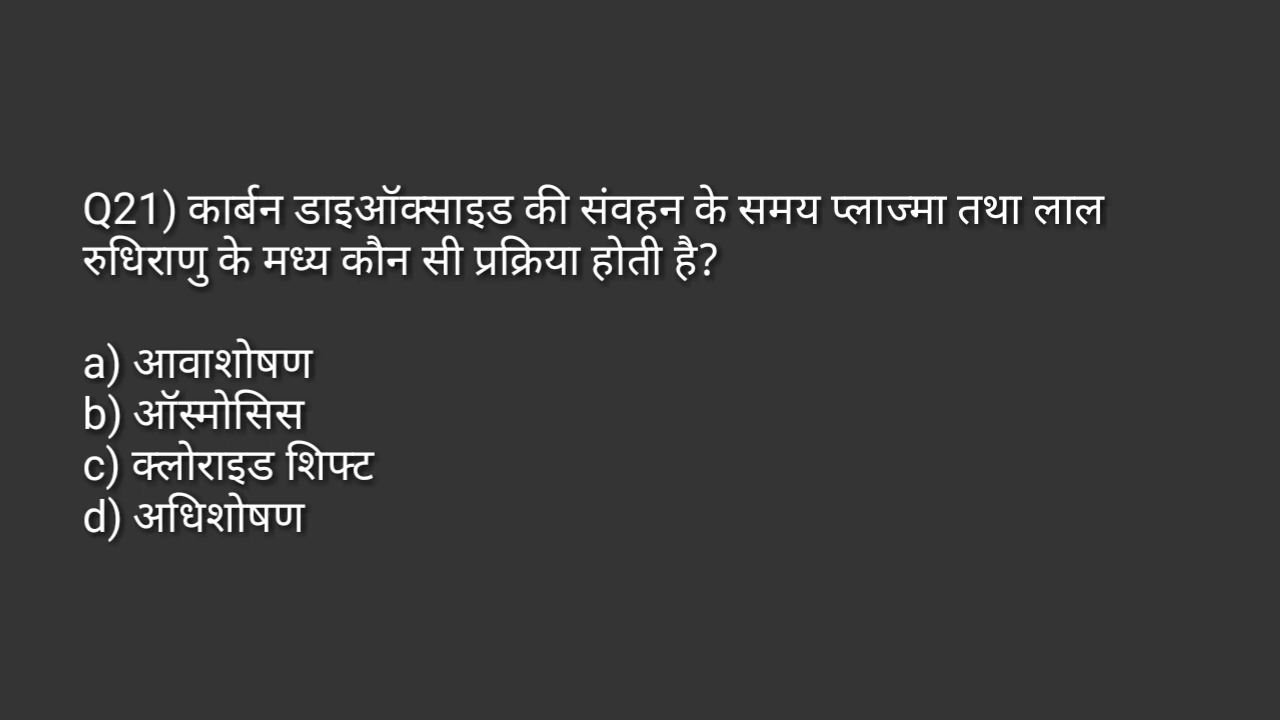 Q21) कार्बन डाइऑक्साइड की संवहन के समय प्लाज्मा तथा लाल
रुधिराणु के मध्य कौन सी प्रक्रिया होती है?
a) आवाशोषण
b) ऑस्मोसिस
c) क्लोराइड शिफ्ट
d) अधिशोषण